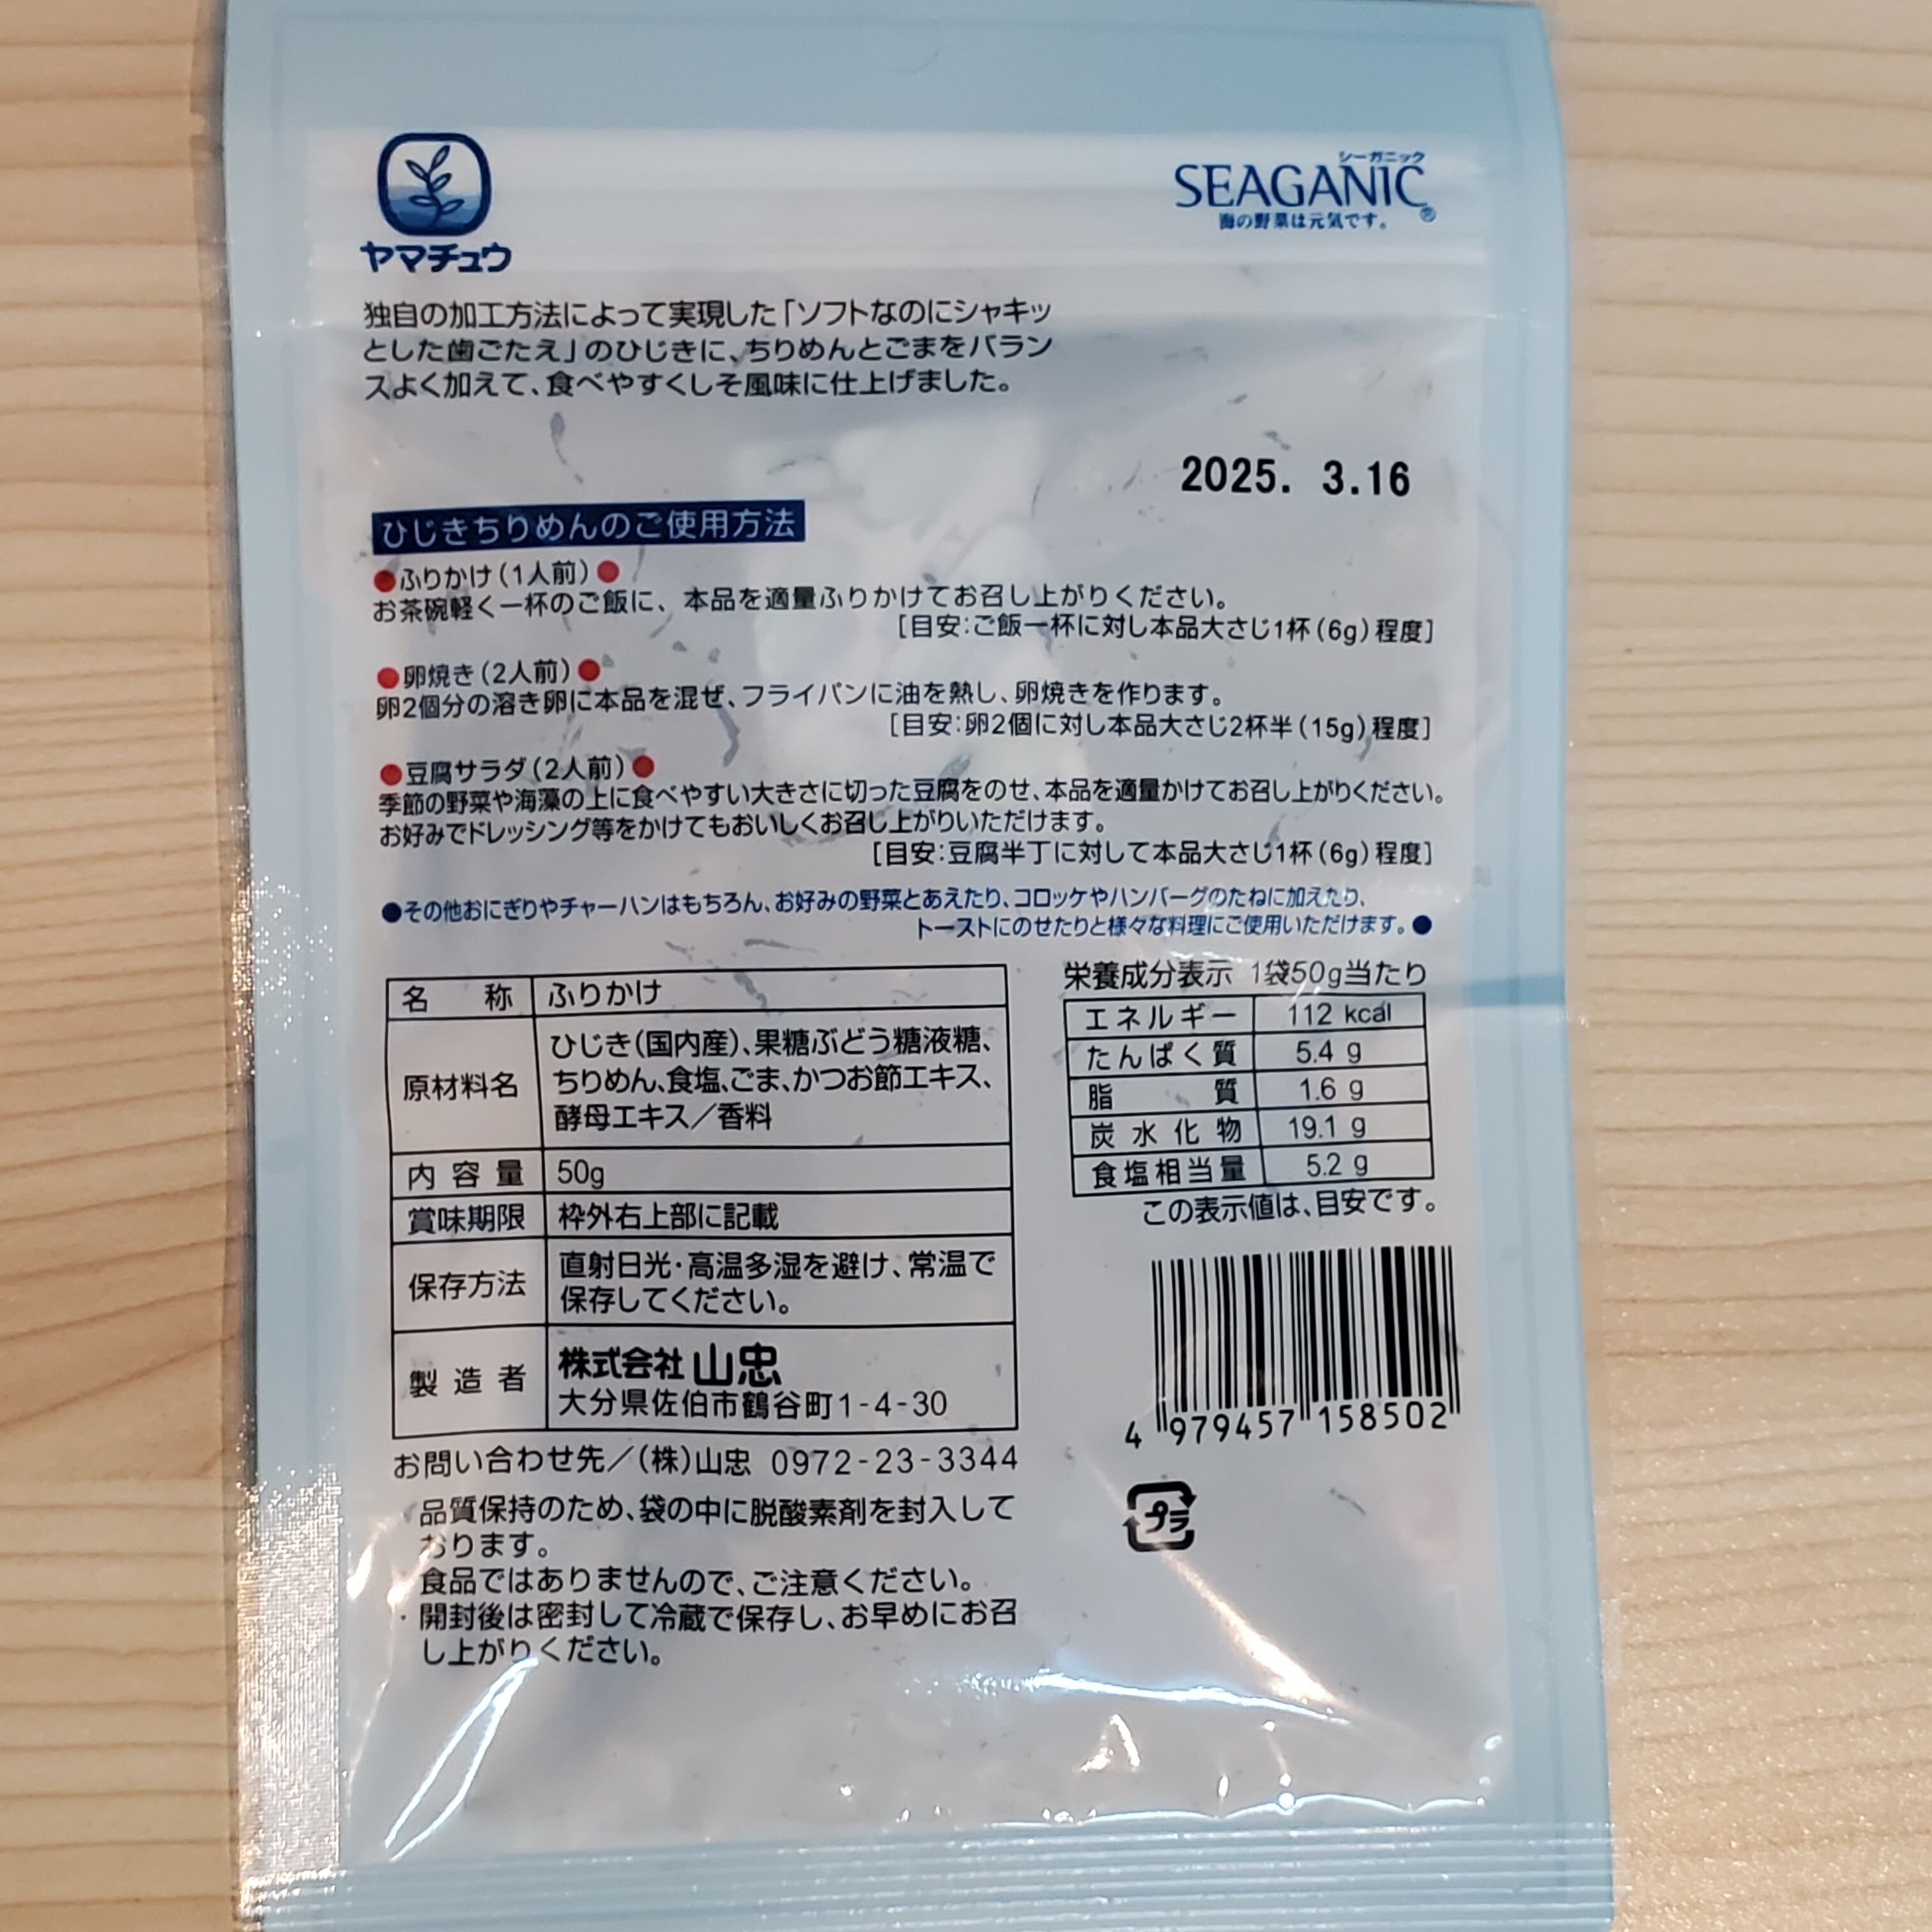 ヤマチュウ
シーガニック
SEAGANIC®
海の野菜は元気です。
独自の加工方法によって実現した「ソフトなのにシャキッ
とした歯ごたえ」のひじきに、ちりめんとごまをバラン
スよく加えて、食べやすくしそ風味に仕上げました。
2025. 3.16
ひじきちりめんのご使用方法
●ふりかけ(1人前)●
お茶碗軽く一杯のご飯に、本品を適量ふりかけてお召し上がりください。
[目安:ご飯一杯に対し本品大さじ1杯(6g)程度]
●卵焼き(2人前)●
卵2個分の溶き卵に本品を混ぜ、フライパンに油を熱し、卵焼きを作ります。
[目安:卵2個に対し本品大さじ2杯半(15g)程度]
●豆腐サラダ(2人前)●
季節の野菜や海藻の上に食べやすい大きさに切った豆腐をのせ、本品を適量かけてお召し上がりください。
お好みでドレッシング等をかけてもおいしくお召し上がりいただけます。
[目安:豆腐半丁に対して本品大さじ1杯(6g)程度]
●その他おにぎりやチャーハンはもちろん、お好みの野菜とあえたり、コロッケやハンバーグのたねに加えたり、
トーストにのせたりと様々な料理にご使用いただけます。●
名称 ふりかけ
原材料名 ひじき(国内産)、果糖ぶどう糖液糖、
ちりめん、食塩、ごま、かつお節エキス、
酵母エキス/香料
内容量 50g
賞味期限 枠外右上部に記載
保存方法 直射日光・高温多湿を避け、常温で
保存してください。
製造者 株式会社 山忠
大分県佐伯市鶴谷町1-4-30
お問い合わせ先/(株)山忠 0972-23-3344
品質保持のため、袋の中に脱酸素剤を封入して
おります。
食品ではありませんので、ご注意ください。
・開封後は密封して冷蔵で保存し、お早めにお召
し上がりください。
栄養成分表示 1袋50g当たり
エネルギー 112 kcal
たんぱく質 5.4 g
脂質 1.6 g
炭水化物 19.1 g
食塩相当量 5.2 g
この表示値は、目安です。
4 979457 158502
プラ